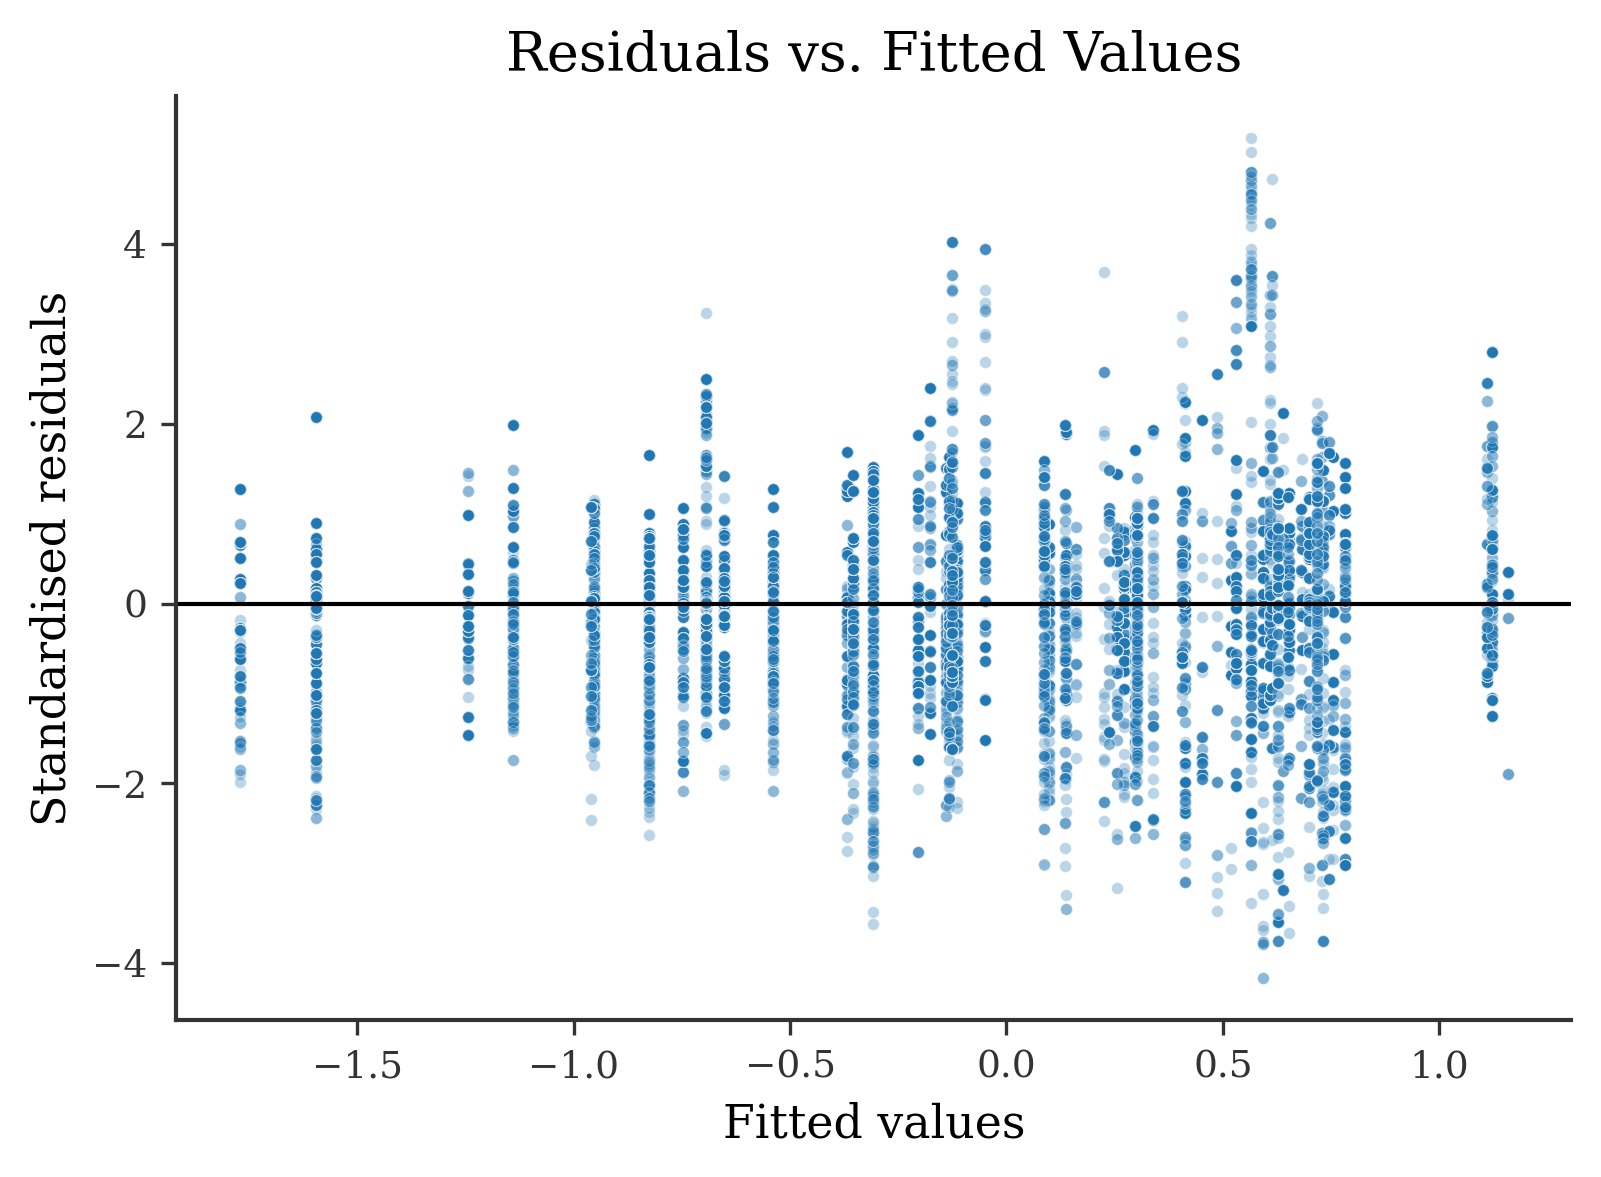 Residuals vs. Fitted Values
Standardised residuals
4
2
0
−2
−4
−1.5 −1.0 −0.5 0.0 0.5 1.0
Fitted values